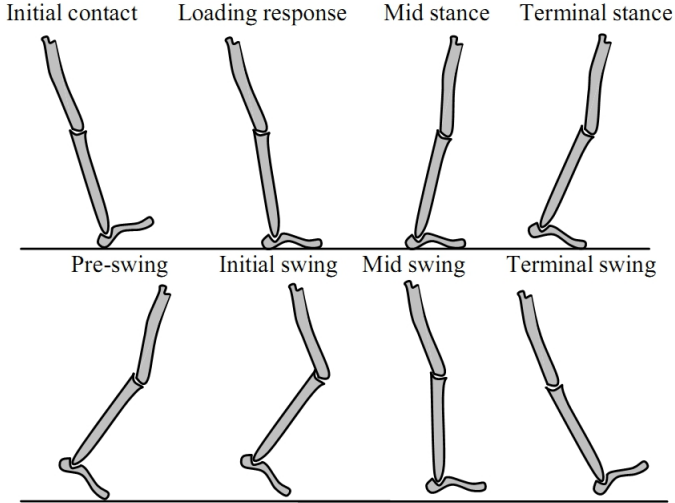 Initial contact Loading response Mid stance Terminal stance
Pre-swing Initial swing Mid swing Terminal swing